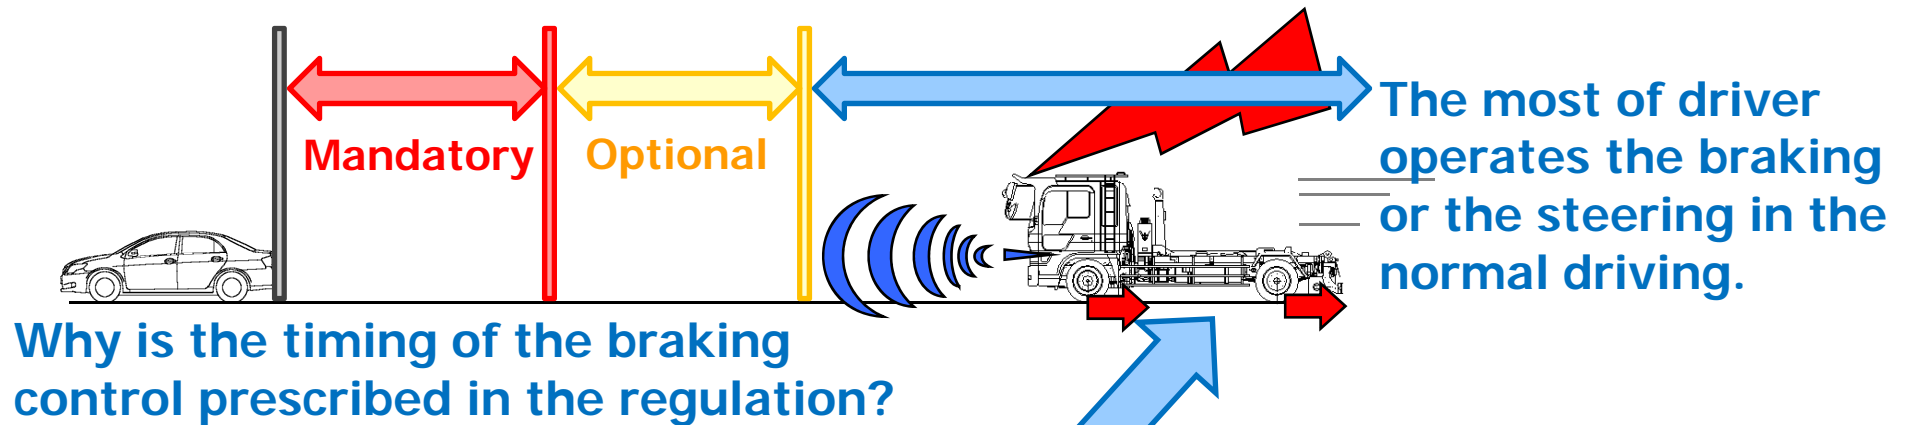 Mandatory
Optional
The most of driver
operates the braking
or the steering in the
normal driving.
Why is the timing of the braking
control prescribed in the regulation?